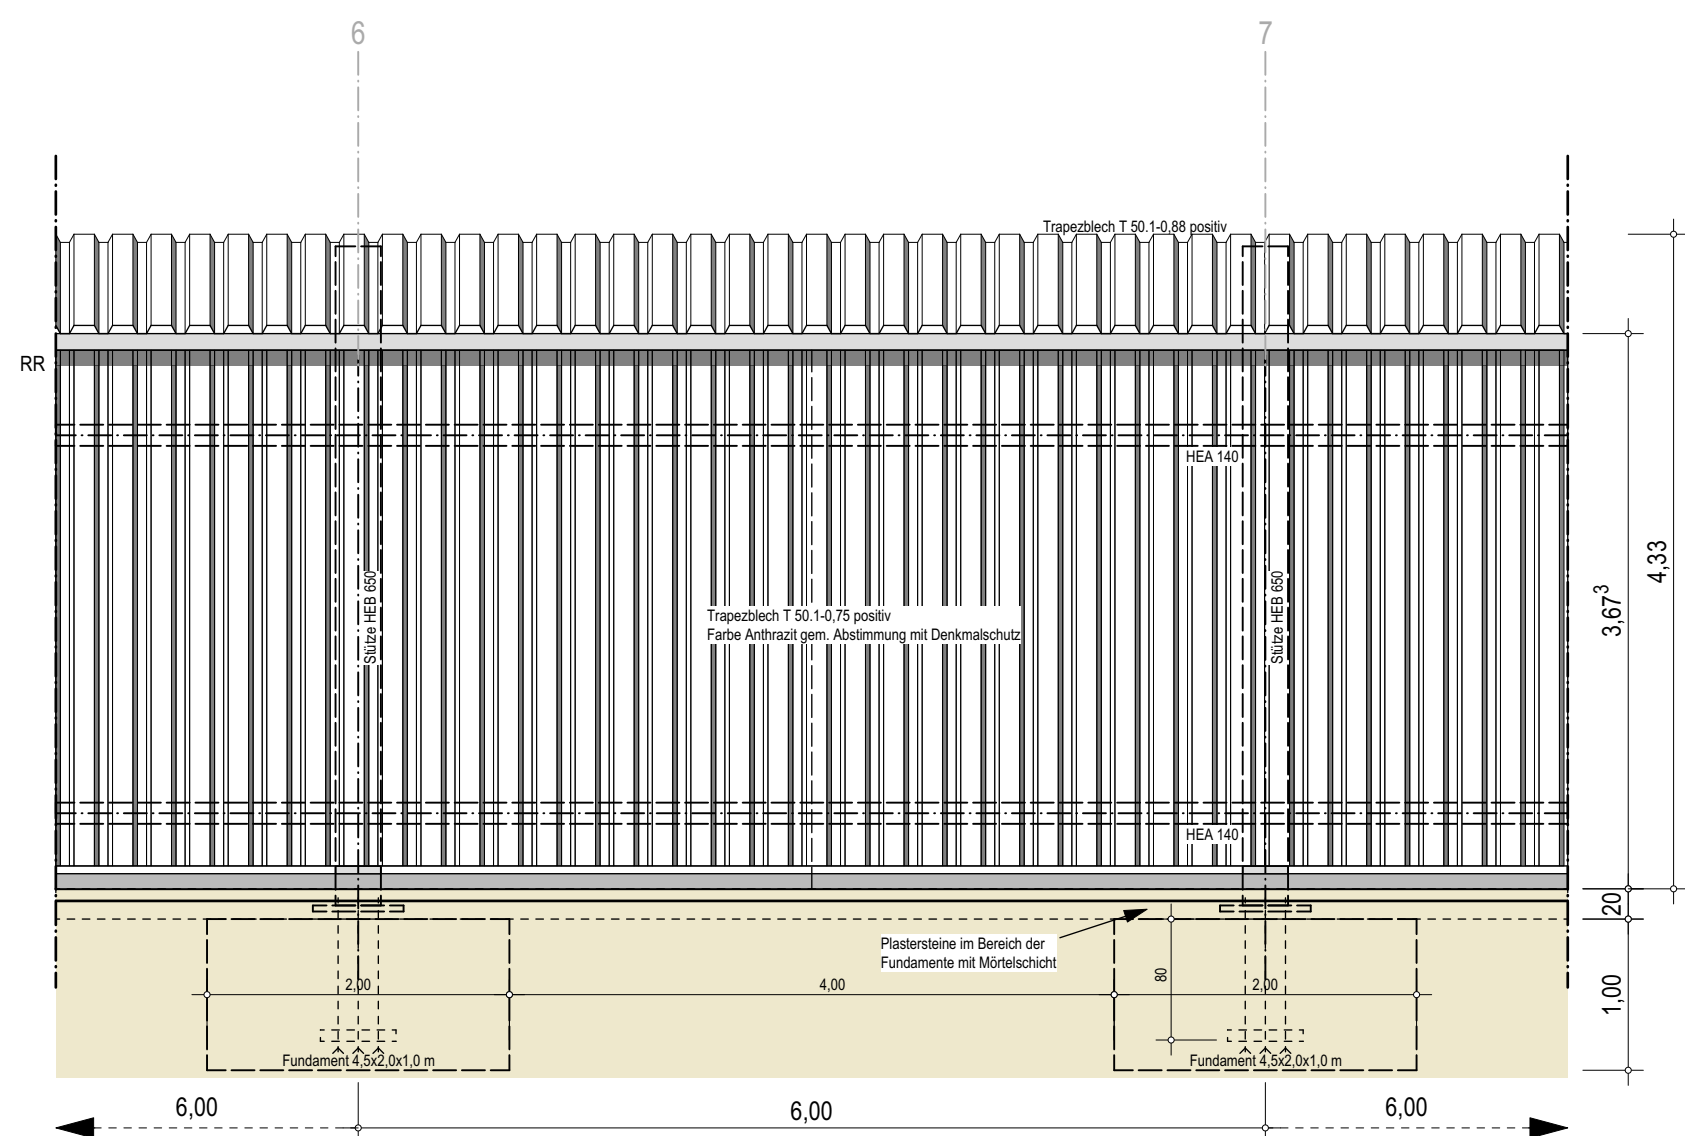 6
7
Trapezblech T 50.1-0,88 positiv
RR
HEA 140
Stütze HEB 650
Stütze HEB 650
4,33
3,67³
Trapezblech T 50.1-0,75 positiv
Farbe Anthrazit gem. Abstimmung mit Denkmalschutz
HEA 140
20
Plastersteine im Bereich der
Fundamente mit Mörtelschicht
80
2,00
4,00
2,00
1,00
Fundament 4,5x2,0x1,0 m
Fundament 4,5x2,0x1,0 m
6,00
6,00
6,00